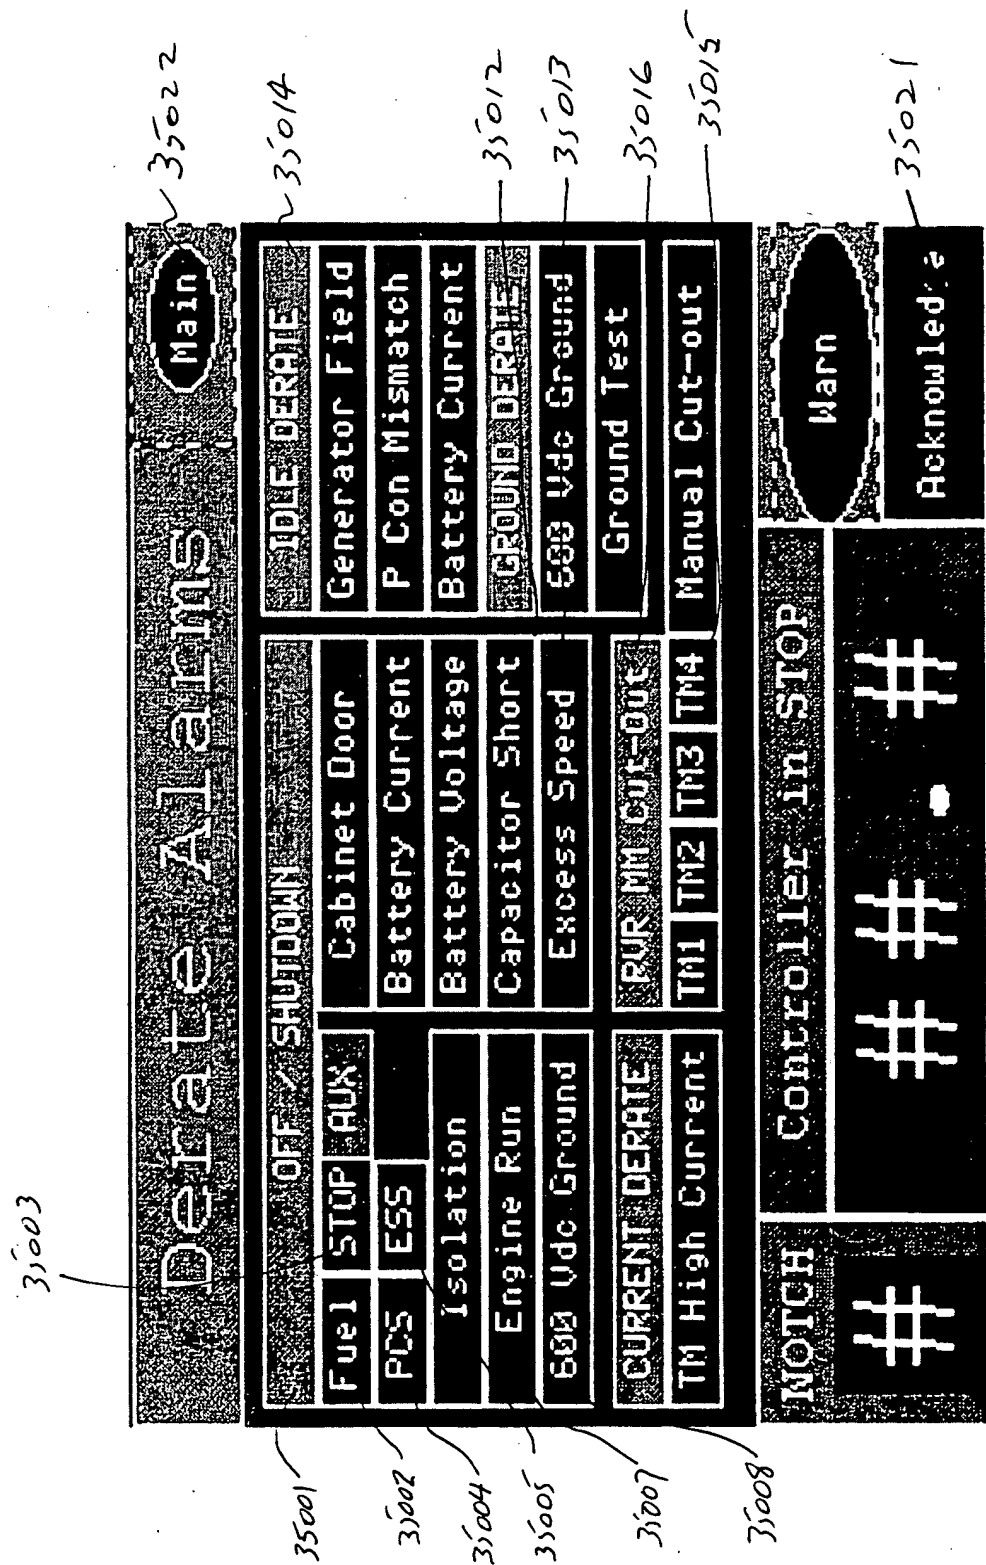 Derate Alarms
Main
OFF / SHUTDOWN
Fuel STOP AUX
PCS ESS
Isolation
Engine Run
600 Vdc Ground
Cabinet Door
Battery Current
Battery Voltage
Capacitor Short
Excess Speed
IDLE DERATE
Generator Field
P Con Mismatch
Battery Current
GROUND DERATE
600 Vdc Ground
Ground Test
CURRENT DERATE
TM High Current
RVR MM Cut-Out
TM1 TM2 TM3 TM4
Manual Cut-out
NOTCH
#
Controller in STOP
# # . #
Warn
35003
35001
35002
35004
35005
35007
35008
35022
35014
35012
35013
35016
35015
35021